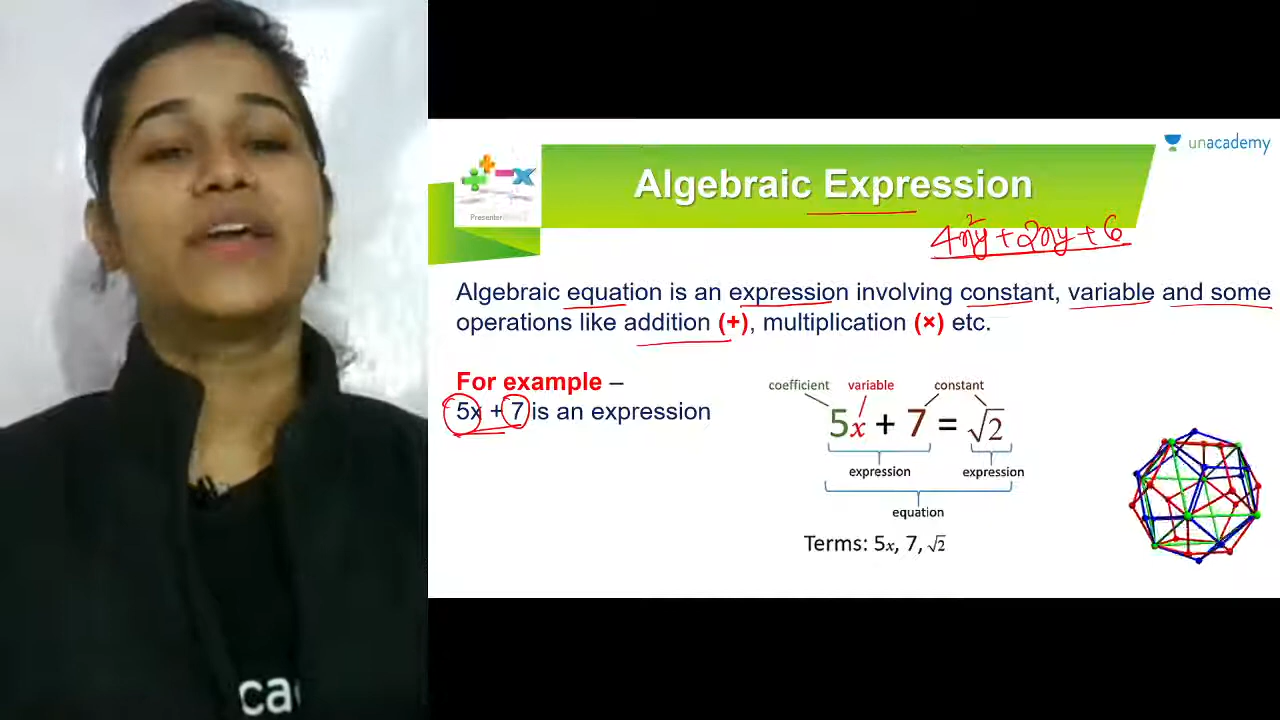 unacademy
Presenter
Algebraic Expression
4x²y + 2xy + 6
Algebraic equation is an expression involving constant, variable and some
operations like addition (+), multiplication (×) etc.
For example –
5x + 7 is an expression
coefficient variable constant
5x + 7 = √2
expression expression
equation
Terms: 5x, 7, √2
cad